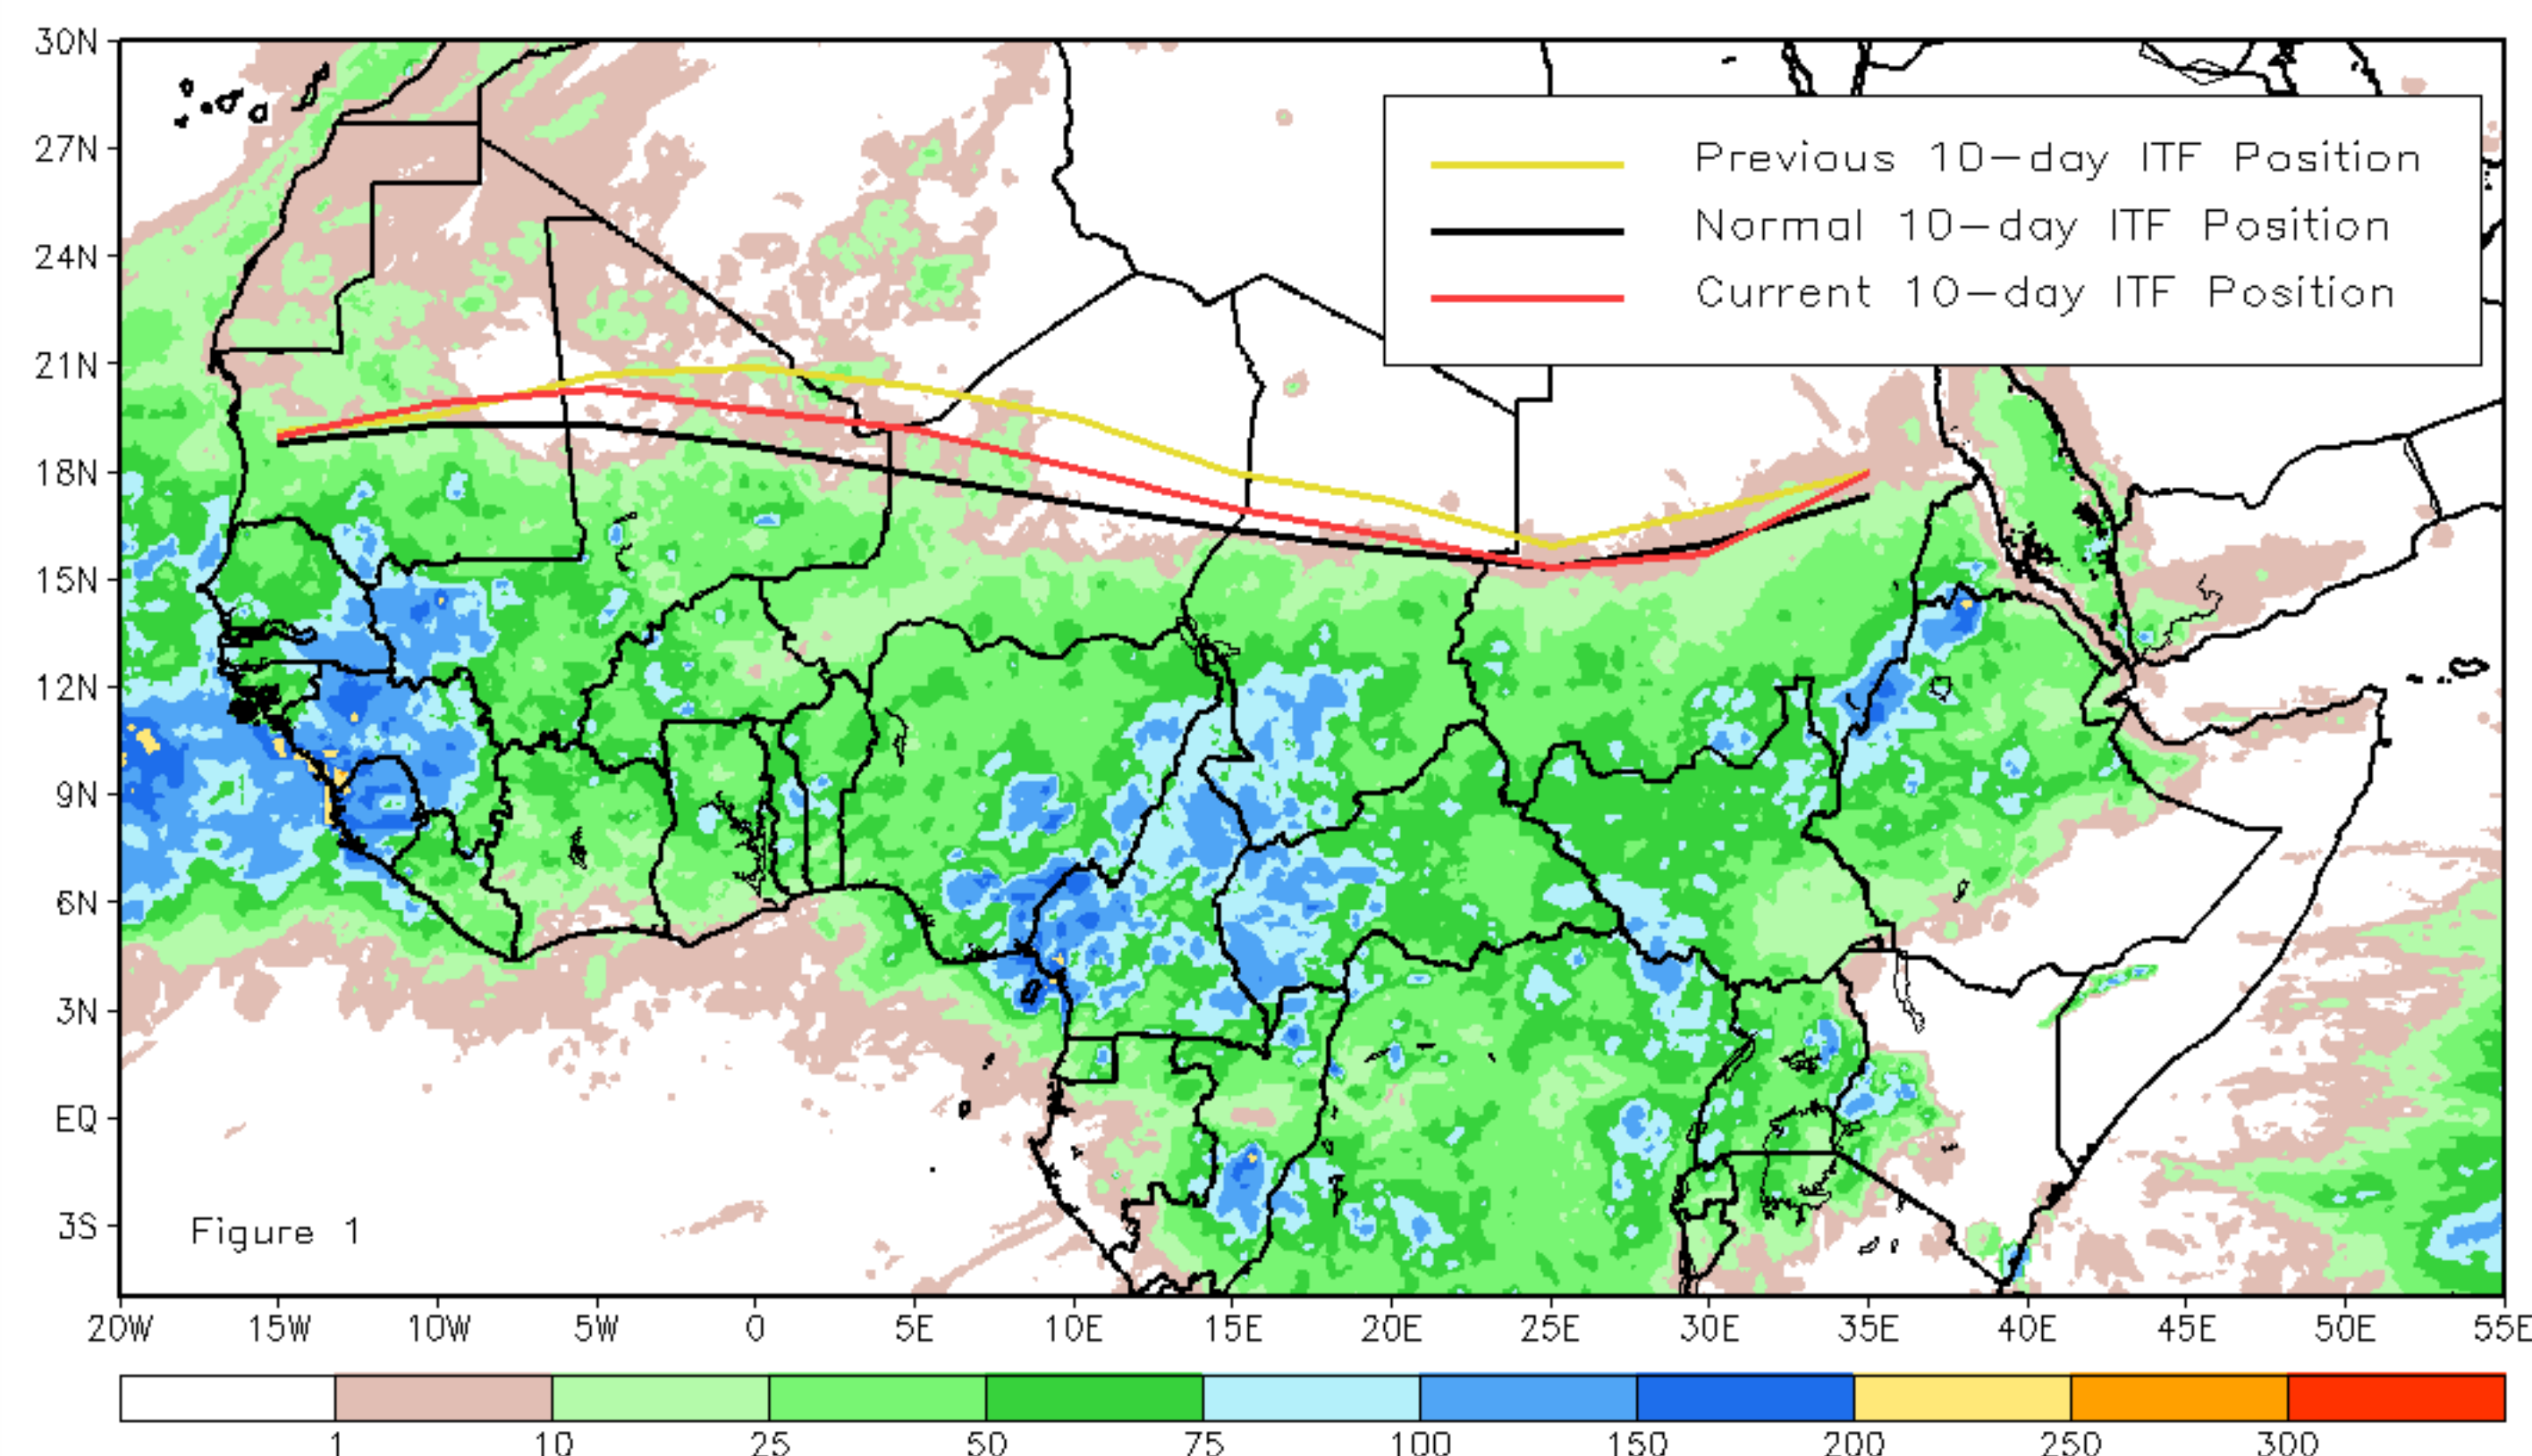 30N
27N
24N
21N
18N
15N
12N
9N
6N
3N
EQ
3S
Previous 10-day ITF Position
Normal 10-day ITF Position
Current 10-day ITF Position
Figure 1
20W 15W 10W 5W 0 5E 10E 15E 20E 25E 30E 35E 40E 45E 50E 55E
1 10 25 50 75 100 150 200 250 300